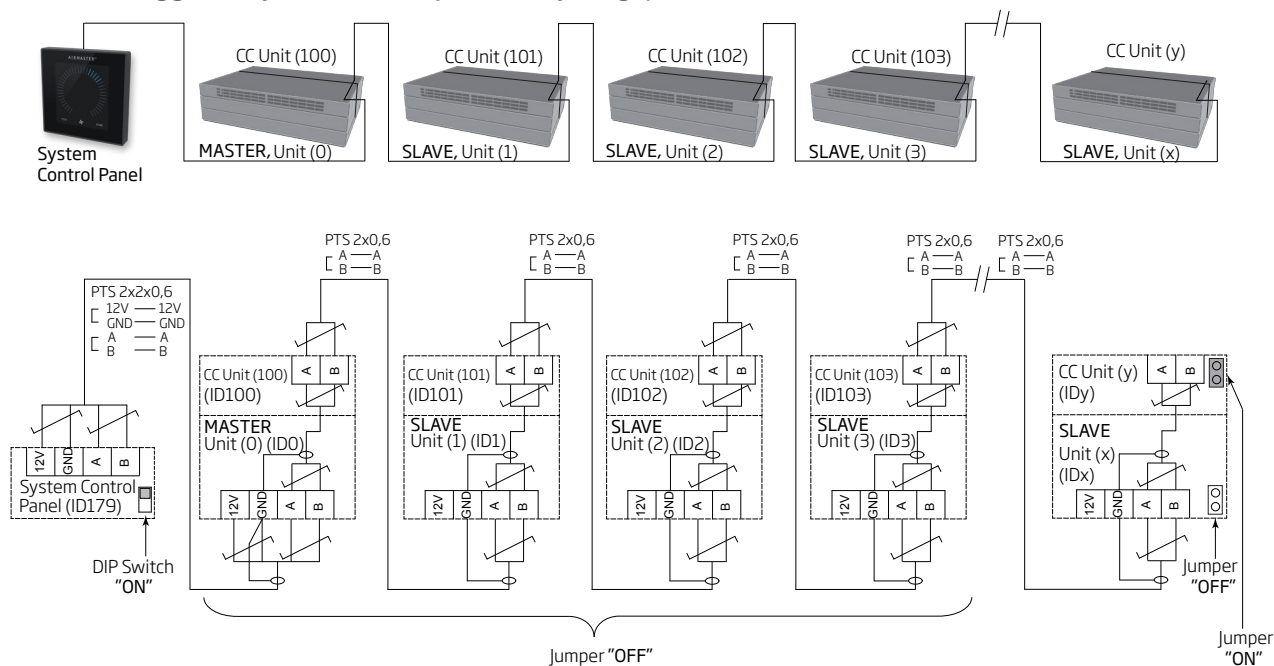 AIRMASTER
CC Unit (100)
CC Unit (101)
CC Unit (102)
CC Unit (103)
CC Unit (y)
System
Control Panel
MASTER, Unit (0)
SLAVE, Unit (1)
SLAVE, Unit (2)
SLAVE, Unit (3)
SLAVE, Unit (x)
PTS 2x0,6
A A
B B
PTS 2x0,6
A A
B B
PTS 2x0,6
A A
B B
PTS 2x0,6
A A
B B
PTS 2x0,6
A A
B B
PTS 2x2x0,6
12V 12V
GND GND
A A
B B
12V GND A B
System Control
Panel (ID179)
DIP Switch
"ON"
CC Unit (100)
(ID100)
A B
MASTER
Unit (0) (ID0)
12V GND A B
CC Unit (101)
(ID101)
A B
SLAVE
Unit (1) (ID1)
12V GND A B
CC Unit (102)
(ID102)
A B
SLAVE
Unit (2) (ID2)
12V GND A B
CC Unit (103)
(ID103)
A B
SLAVE
Unit (3) (ID3)
12V GND A B
CC Unit (y)
(IDy)
A B
SLAVE
Unit (x)
(IDx)
12V GND A B
Jumper
"OFF"
Jumper
"ON"
Jumper "OFF"